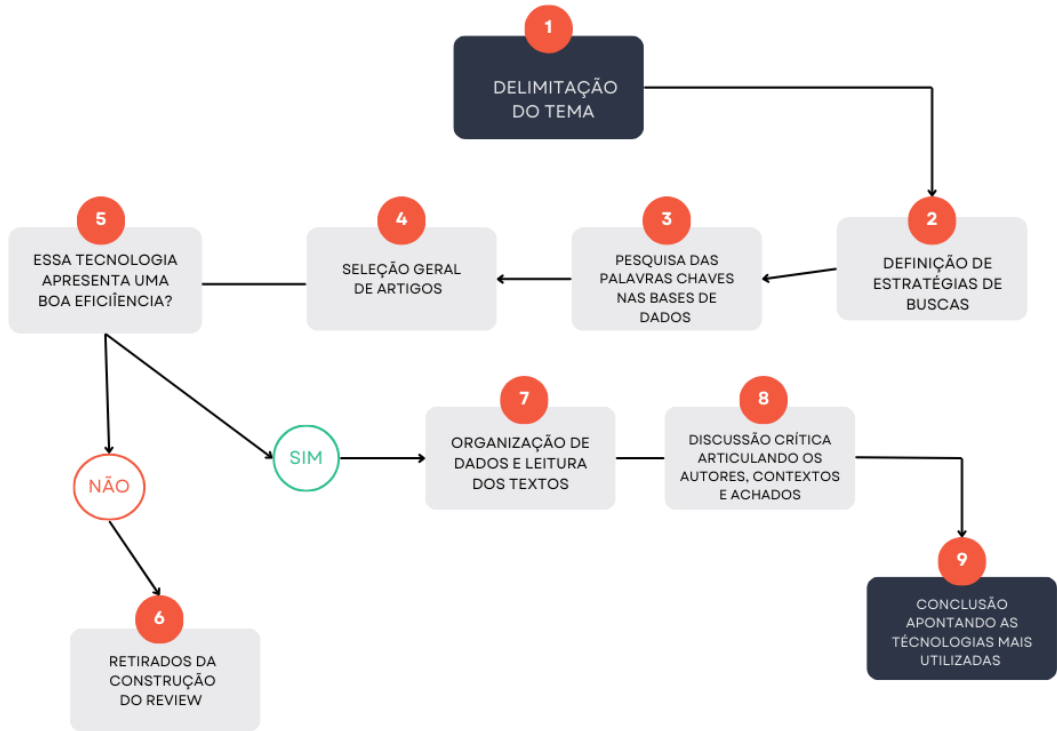 1
DELIMITAÇÃO
DO TEMA
2
DEFINIÇÃO DE
ESTRATÉGIAS DE
BUSCAS
3
PESQUISA DAS
PALAVRAS CHAVES
NAS BASES DE
DADOS
4
SELEÇÃO GERAL
DE ARTIGOS
5
ESSA TECNOLOGIA
APRESENTA UMA
BOA EFICIÎENCIA?
NÃO
6
RETIRADOS DA
CONSTRUÇÃO
DO REVIEW
SIM
7
ORGANIZAÇÃO DE
DADOS E LEITURA
DOS TEXTOS
8
DISCUSSÃO CRÍTICA
ARTICULANDO OS
AUTORES, CONTEXTOS
E ACHADOS
9
CONCLUSÃO
APONTANDO AS
TÉCNOLOGIAS MAIS
UTILIZADAS